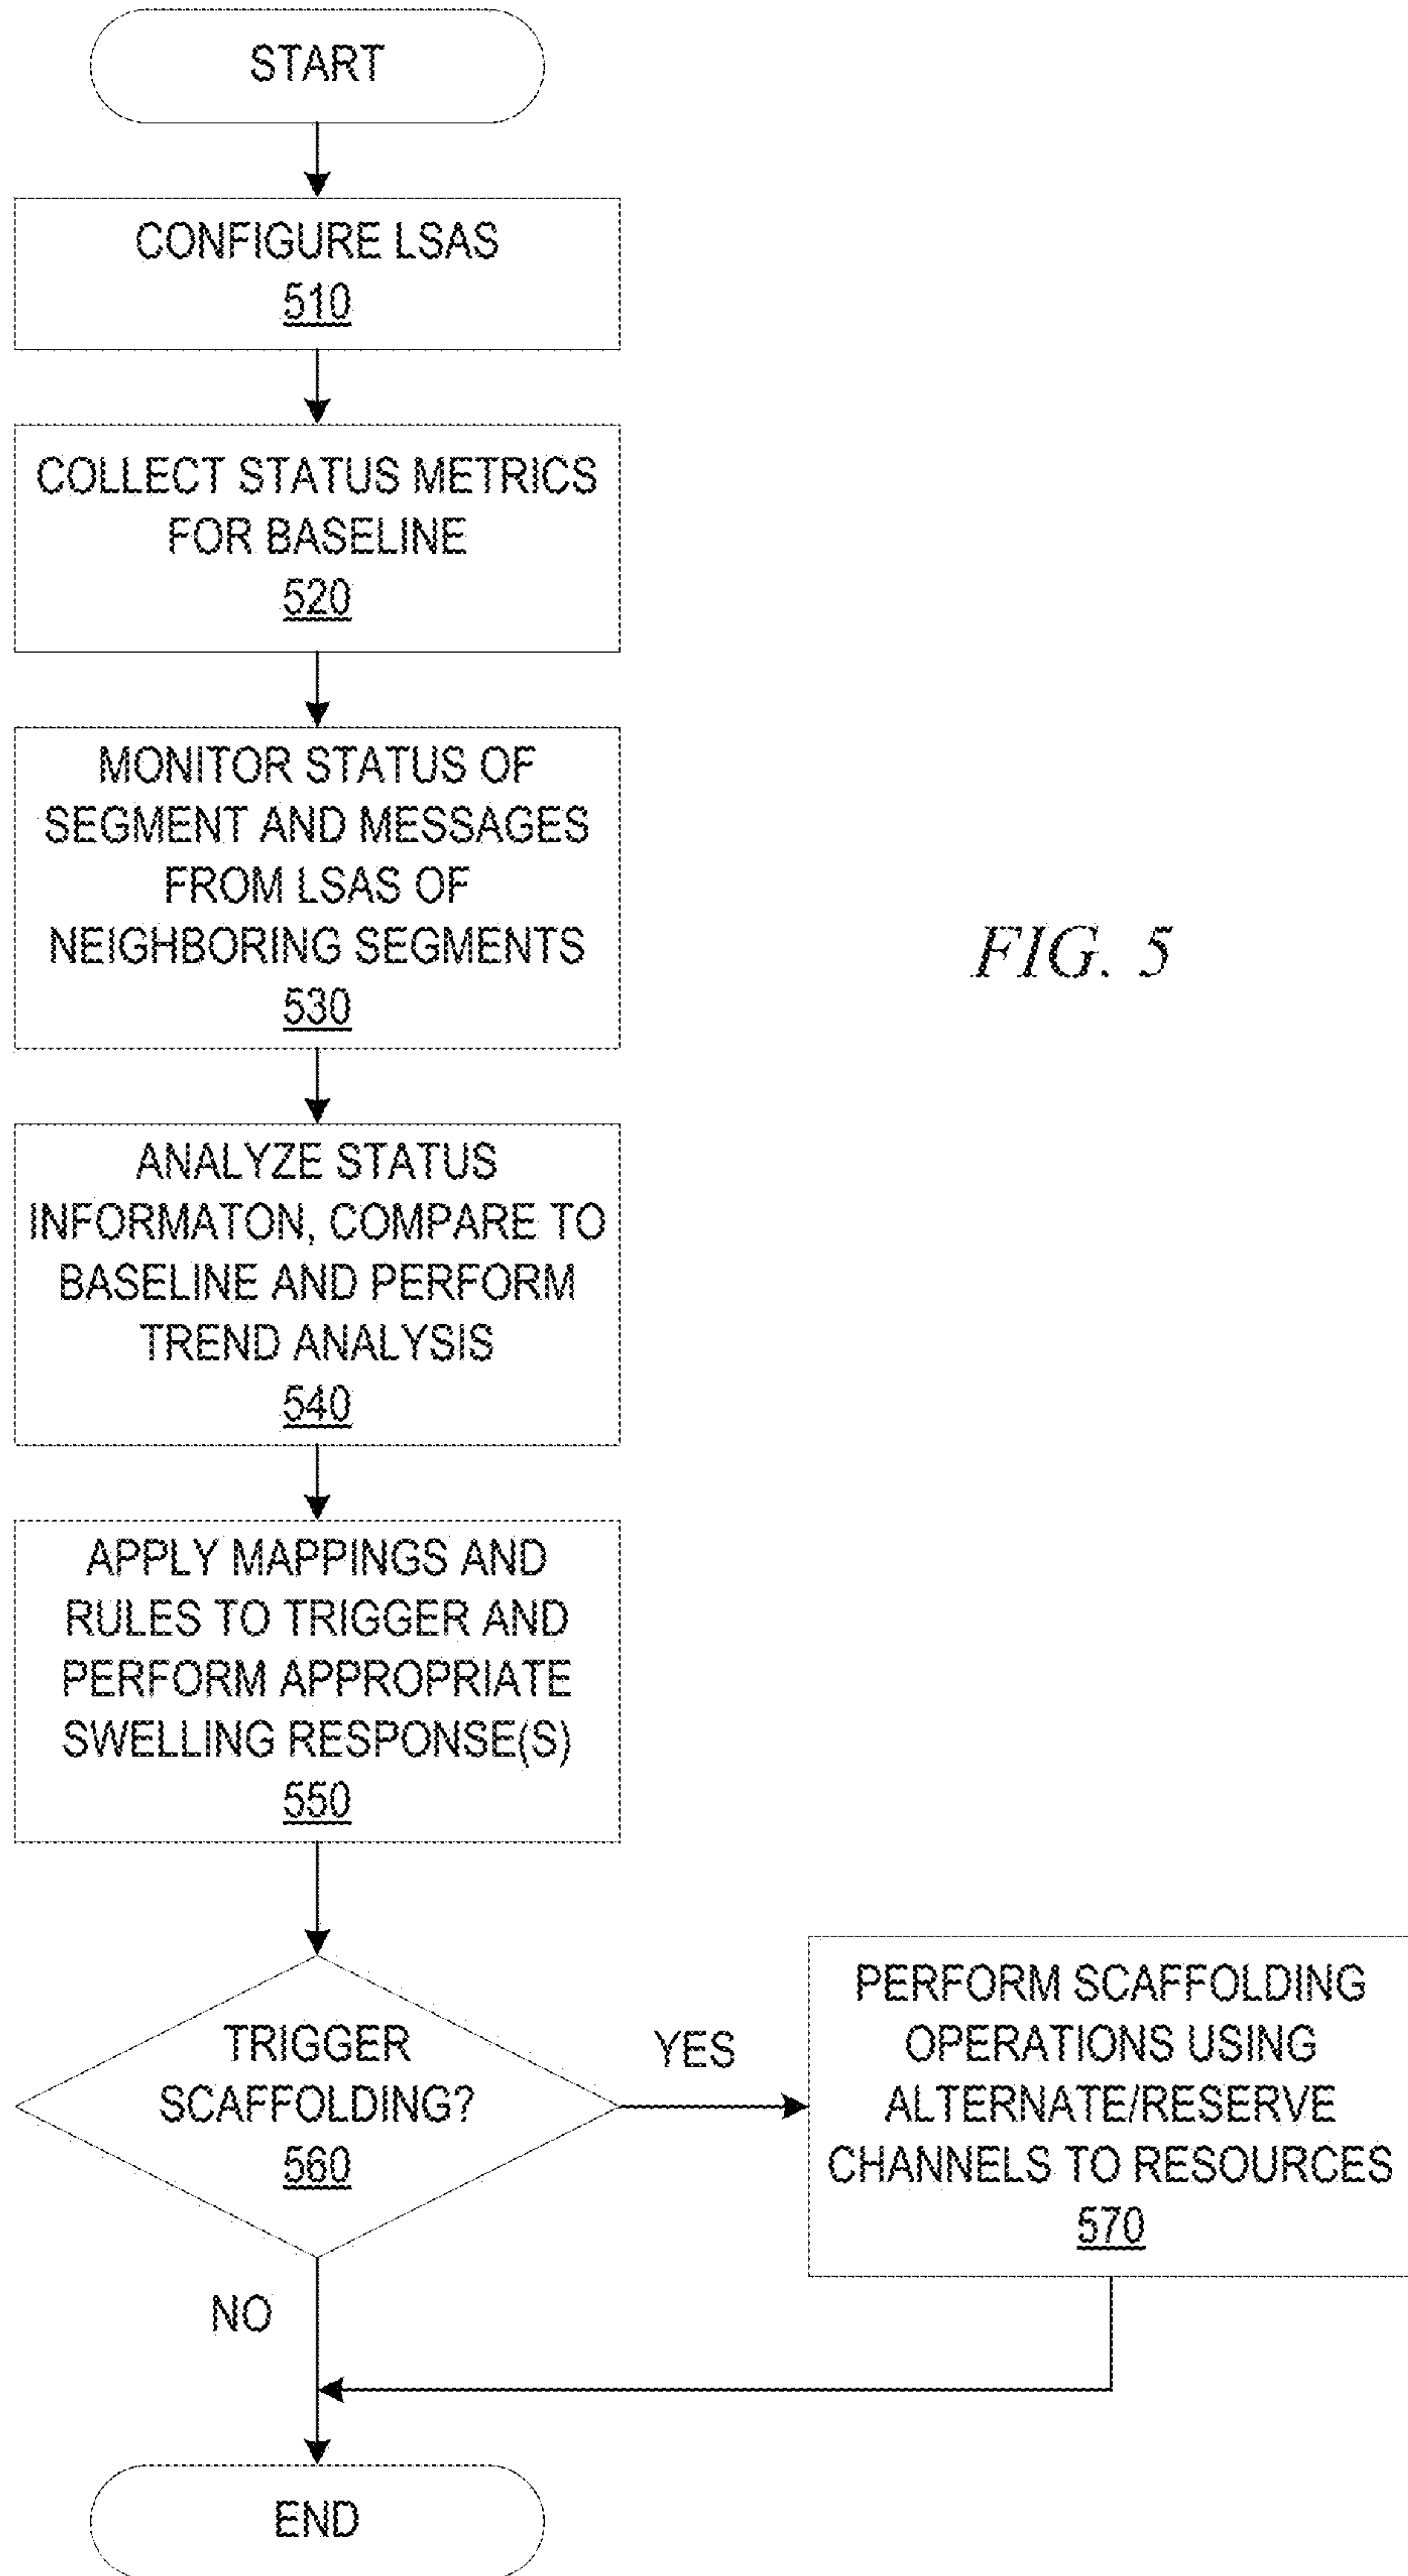 START
CONFIGURE LSAS
510
COLLECT STATUS METRICS
FOR BASELINE
520
MONITOR STATUS OF
SEGMENT AND MESSAGES
FROM LSAS OF
NEIGHBORING SEGMENTS
530
FIG. 5
ANALYZE STATUS
INFORMATON, COMPARE TO
BASELINE AND PERFORM
TREND ANALYSIS
540
APPLY MAPPINGS AND
RULES TO TRIGGER AND
PERFORM APPROPRIATE
SWELLING RESPONSE(S)
550
TRIGGER
SCAFFOLDING?
560
YES
PERFORM SCAFFOLDING
OPERATIONS USING
ALTERNATE/RESERVE
CHANNELS TO RESOURCES
570
NO
END